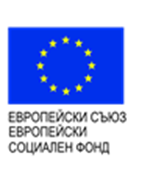 ЕВРОПЕЙСКИ СЪЮЗ
ЕВРОПЕЙСКИ
СОЦИАЛЕН ФОНД